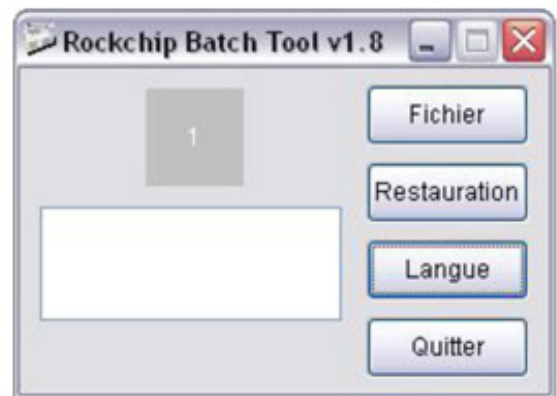 Rockchip Batch Tool v1.8
1
Fichier
Restauration
Langue
Quitter